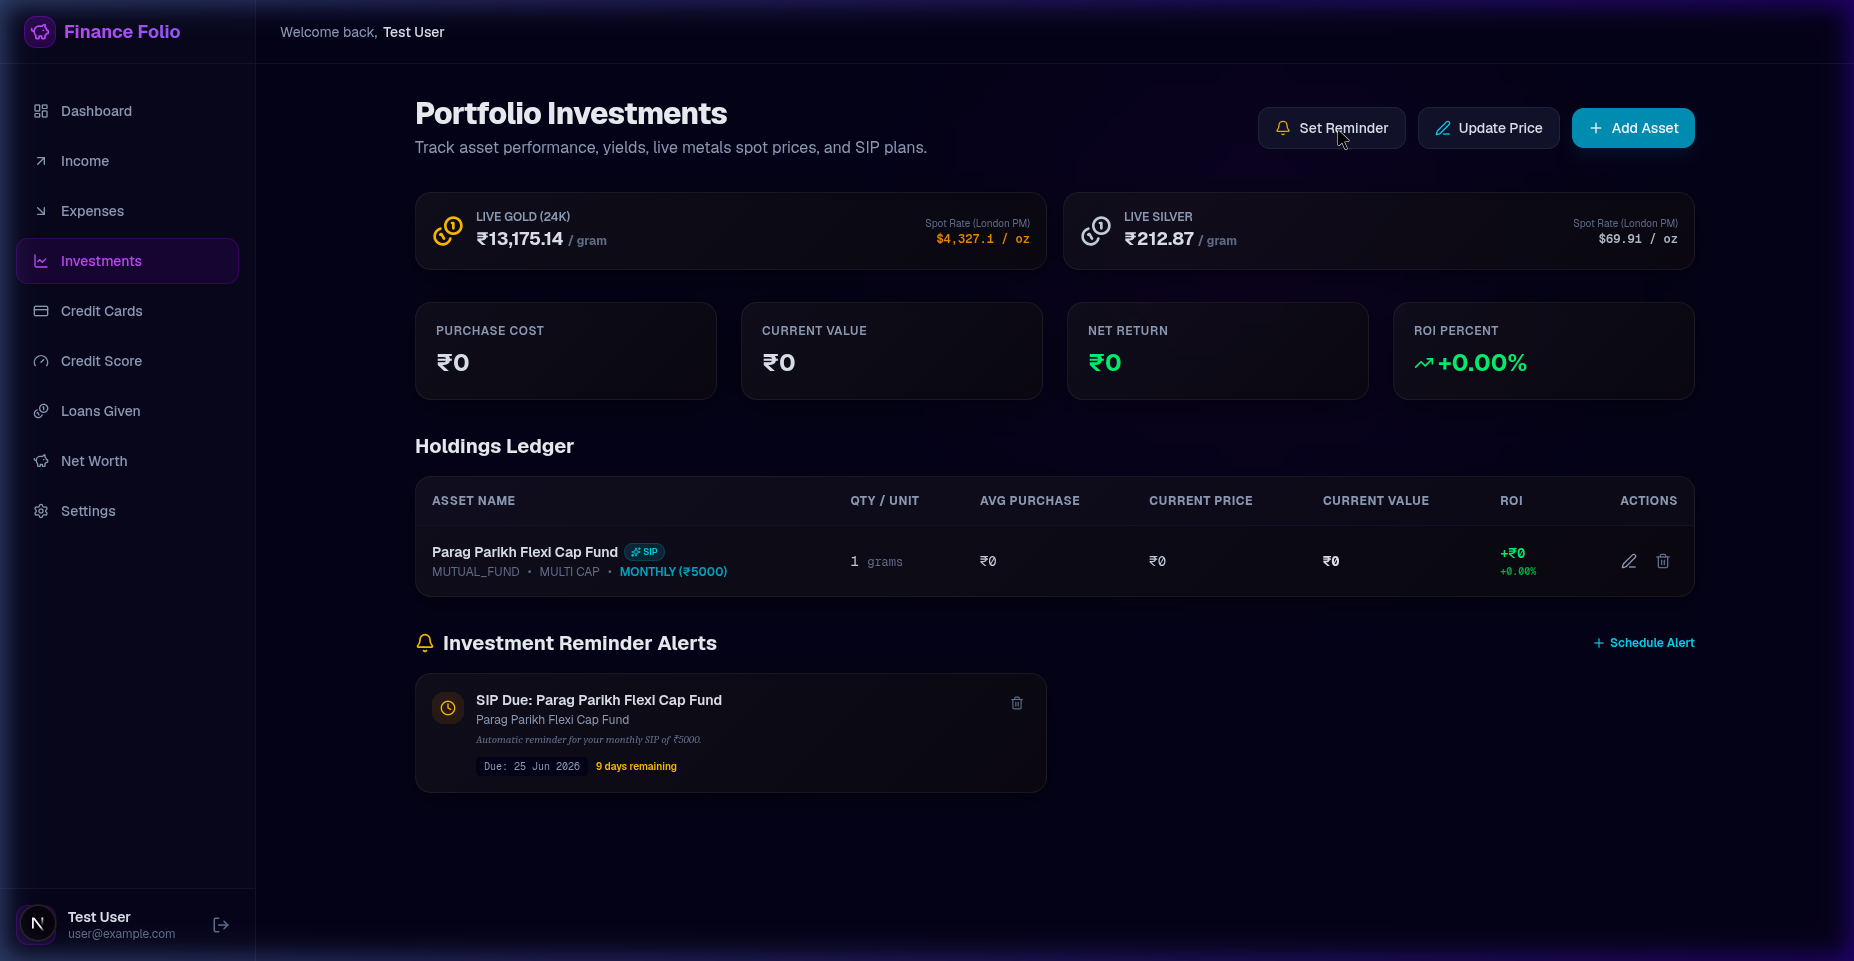 Finance Folio
Welcome back, Test User
Dashboard
Income
Expenses
Investments
Credit Cards
Credit Score
Loans Given
Net Worth
Settings
Test User
user@example.com
N
Portfolio Investments
Track asset performance, yields, live metals spot prices, and SIP plans.
Set Reminder
Update Price
Add Asset
LIVE GOLD (24K)
₹13,175.14 / gram
Spot Rate (London PM)
$4,327.1 / oz
LIVE SILVER
₹212.87 / gram
Spot Rate (London PM)
$69.91 / oz
PURCHASE COST
₹0
CURRENT VALUE
₹0
NET RETURN
₹0
ROI PERCENT
+0.00%
Holdings Ledger
ASSET NAME QTY / UNIT AVG PURCHASE CURRENT PRICE CURRENT VALUE ROI ACTIONS
Parag Parikh Flexi Cap Fund SIP
MUTUAL_FUND • MULTI CAP • MONTHLY (₹5000)
1 grams ₹0 ₹0 ₹0
+₹0
+0.00%
Investment Reminder Alerts
Schedule Alert
SIP Due: Parag Parikh Flexi Cap Fund
Parag Parikh Flexi Cap Fund
Automatic reminder for your monthly SIP of ₹5000.
Due: 25 Jun 2026 9 days remaining